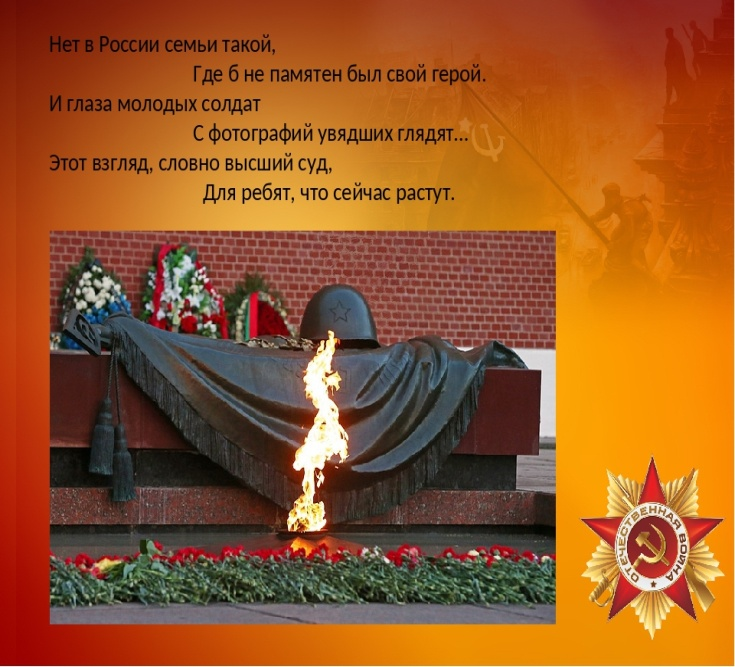 Нет в России семьи такой,
Где б не памятен был свой герой.
И глаза молодых солдат
С фотографий увядших глядят...
Этот взгляд, словно высший суд,
Для ребят, что сейчас растут.
ОТЕЧЕСТВЕННАЯ ВОЙНА